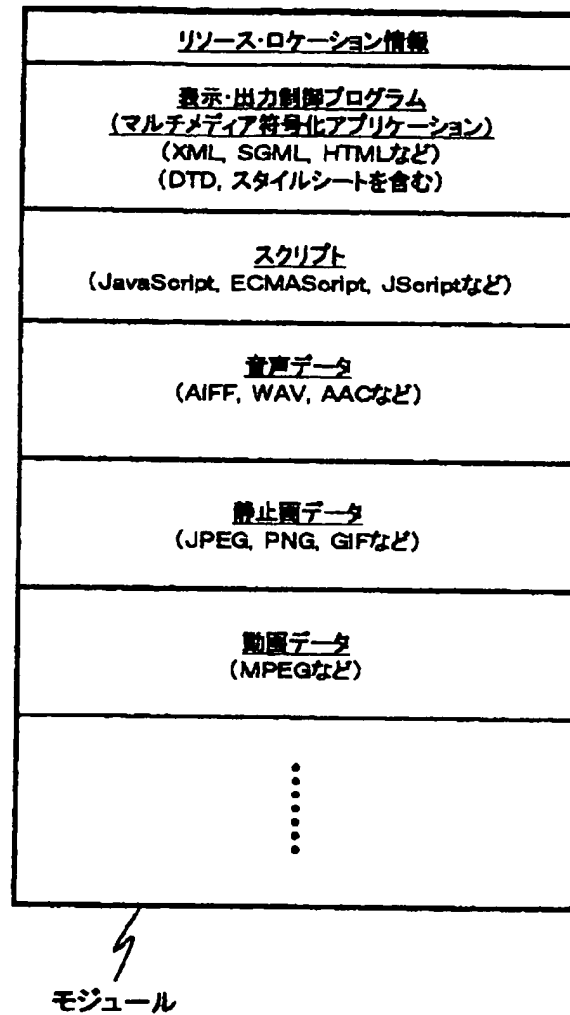 リソース・ロケーション情報
表示・出力制御プログラム
(マルチメディア符号化アプリケーション)
(XML, SGML, HTMLなど)
(DTD, スタイルシートを含む)
スクリプト
(JavaScript, ECMAScript, JScriptなど)
音声データ
(AIFF, WAV, AACなど)
静止画データ
(JPEG, PNG, GIFなど)
動画データ
(MPEGなど)
モジュール